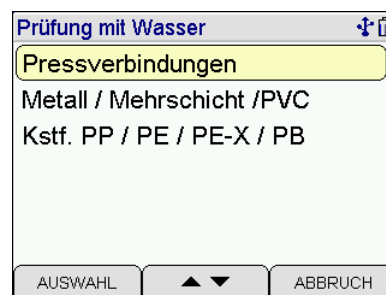 Prüfung mit Wasser
Pressverbindungen
Metall / Mehrschicht /PVC
Kstf. PP / PE / PE-X / PB
AUSWAHL ▲ ▼ ABBRUCH